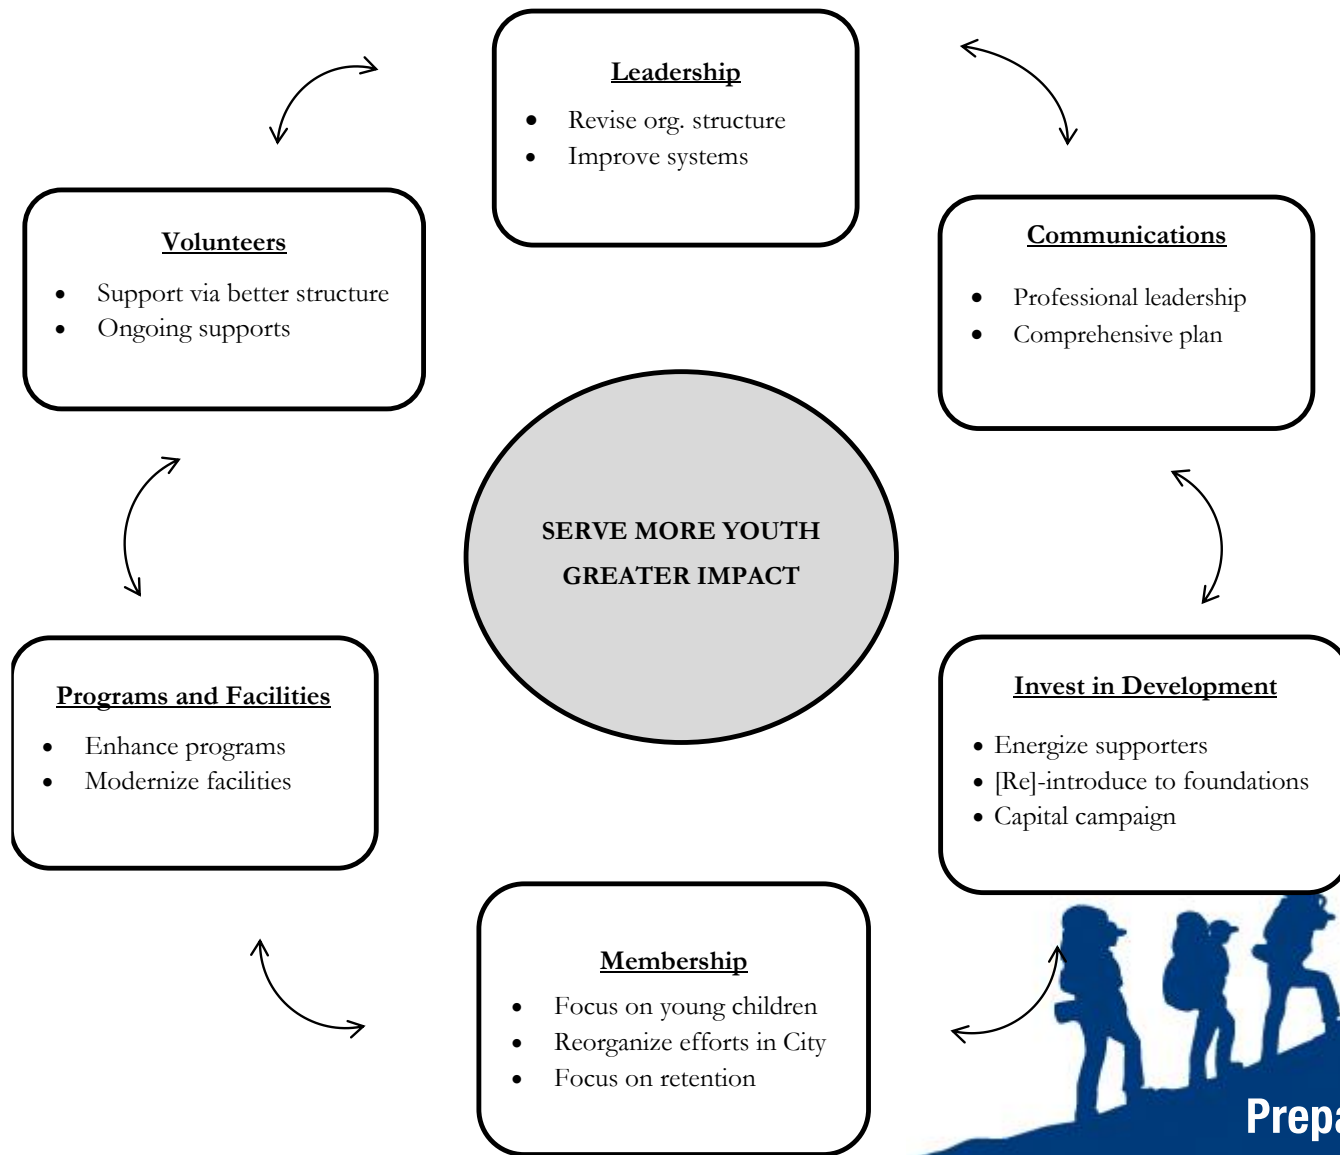 Leadership
• Revise org. structure
• Improve systems
Volunteers
• Support via better structure
• Ongoing supports
Communications
• Professional leadership
• Comprehensive plan
SERVE MORE YOUTH
GREATER IMPACT
Programs and Facilities
• Enhance programs
• Modernize facilities
Invest in Development
• Energize supporters
• [Re]-introduce to foundations
• Capital campaign
Membership
• Focus on young children
• Reorganize efforts in City
• Focus on retention
Prepa